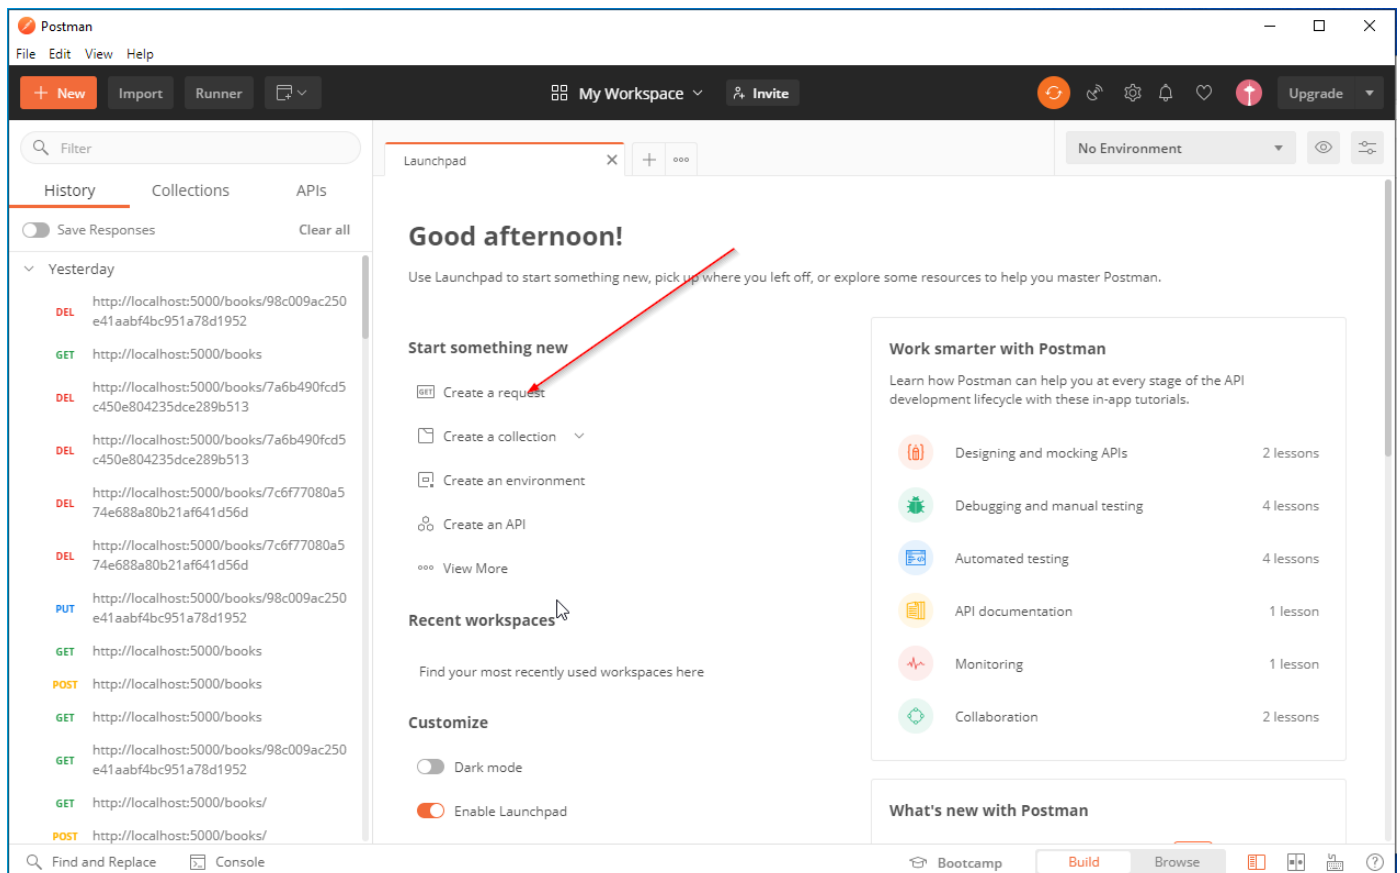 Postman
File Edit View Help
+ New Import Runner My Workspace Invite Upgrade
Filter
History Collections APIs
Save Responses Clear all
Yesterday
DEL http://localhost:5000/books/98c009ac250
e41aabf4bc951a78d1952
GET http://localhost:5000/books
DEL http://localhost:5000/books/7a6b490fcd5
c450e804235dce289b513
DEL http://localhost:5000/books/7a6b490fcd5
c450e804235dce289b513
DEL http://localhost:5000/books/7c6f77080a5
74e688a80b21af641d56d
DEL http://localhost:5000/books/7c6f77080a5
74e688a80b21af641d56d
PUT http://localhost:5000/books/98c009ac250
e41aabf4bc951a78d1952
GET http://localhost:5000/books
POST http://localhost:5000/books
GET http://localhost:5000/books
GET http://localhost:5000/books/98c009ac250
e41aabf4bc951a78d1952
GET http://localhost:5000/books/
POST http://localhost:5000/books/
Launchpad
No Environment
Good afternoon!
Use Launchpad to start something new, pick up where you left off, or explore some resources to help you master Postman.
Start something new
GET Create a request
Create a collection
Create an environment
Create an API
View More
Recent workspaces
Find your most recently used workspaces here
Customize
Dark mode
Enable Launchpad
Work smarter with Postman
Learn how Postman can help you at every stage of the API
development lifecycle with these in-app tutorials.
Designing and mocking APIs 2 lessons
Debugging and manual testing 4 lessons
Automated testing 4 lessons
API documentation 1 lesson
Monitoring 1 lesson
Collaboration 2 lessons
What's new with Postman
Find and Replace Console Bootcamp Build Browse